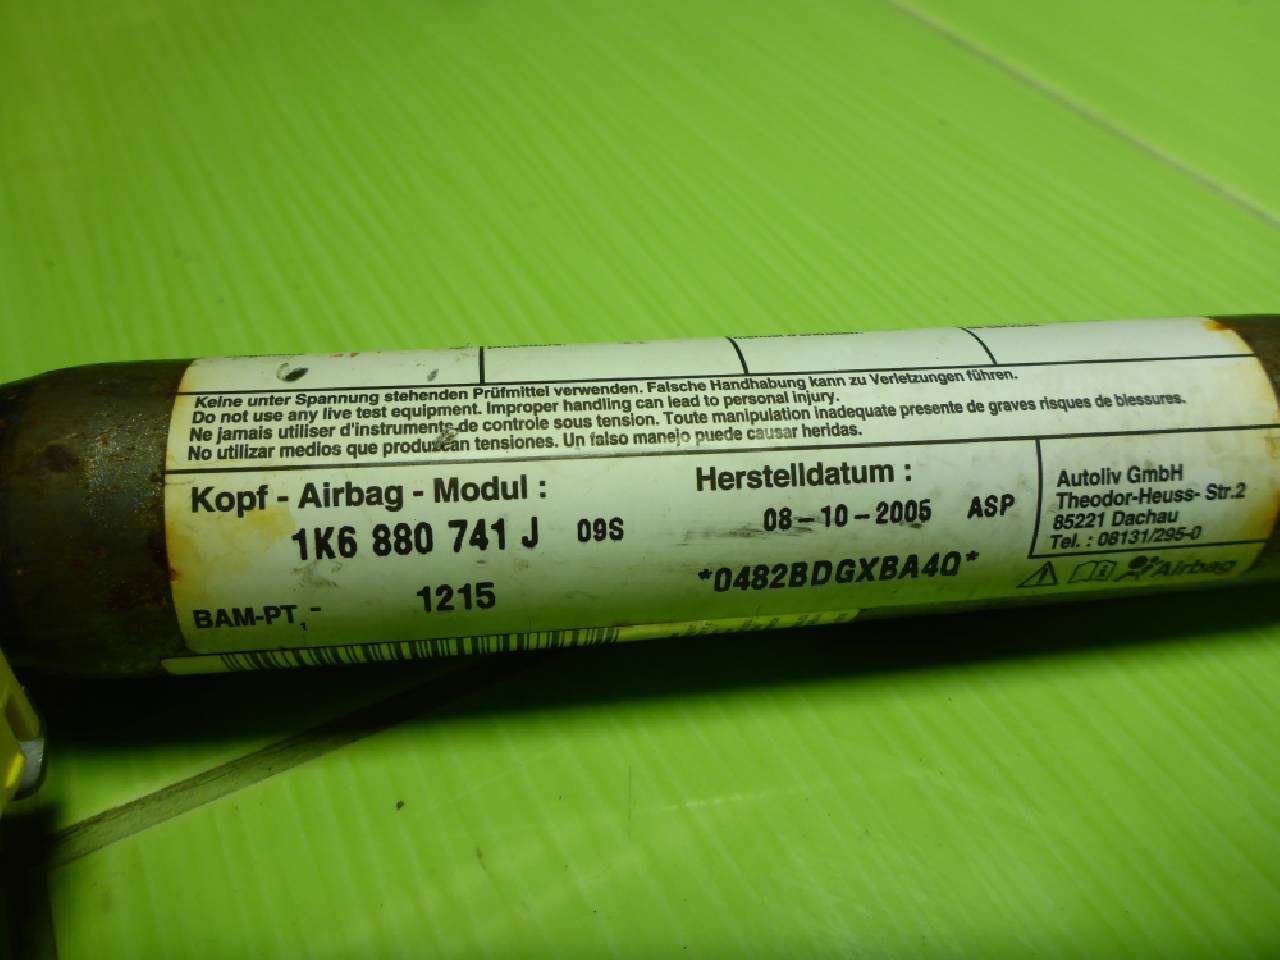 Keine unter Spannung stehenden Prüfmittel verwenden. Falsche Handhabung kann zu Verletzungen führen.
Do not use any live test equipment. Improper handling can lead to personal injury.
Ne jamais utiliser d'instruments de controle sous tension. Toute manipulation inadequate presente de graves risques de blessures.
No utilizar medios que produzcan tensiones. Un falso manejo puede causar heridas.
Kopf - Airbag - Modul :
1K6 880 741 J 09S
BAM-PT, - 1215
Herstelldatum :
08-10-2005 ASP
*0482BDGXBA4Q*
Autoliv GmbH
Theodor-Heuss- Str.2
85221 Dachau
Tel. : 08131/295-0
Airbag